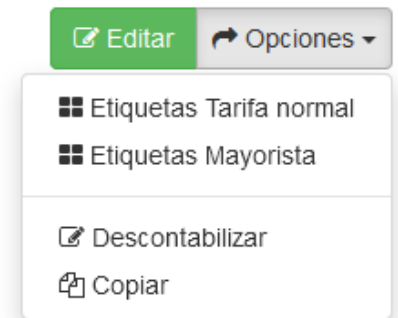 Editar Opciones
Etiquetas Tarifa normal
Etiquetas Mayorista
Descontabilizar
Copiar